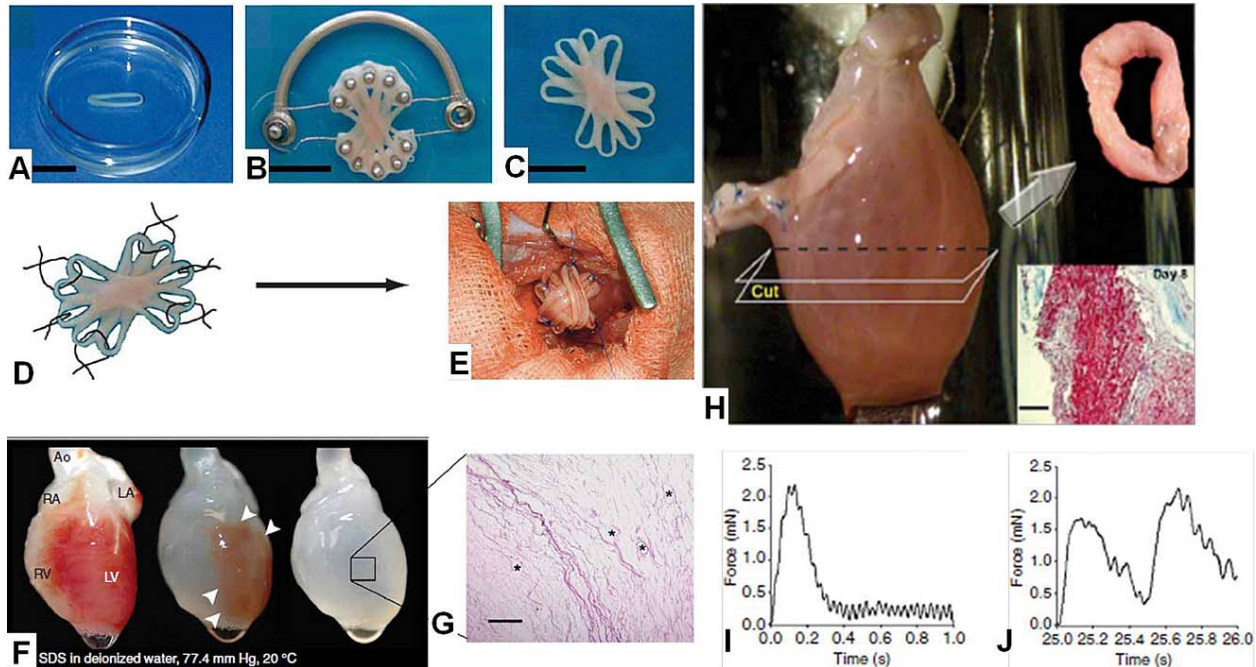 A
B
C
D
E
H
Cut
Day 8
F
Ao
RA
LA
RV
LV
SDS in deionized water, 77.4 mm Hg, 20 °C
G
*
*
*
*
I
Force (mN)
2.5
2.0
1.5
1.0
0.5
0
0.0 0.2 0.4 0.6 0.8 1.0
Time (s)
J
Force (mN)
2.5
2.0
1.5
1.0
0.5
0
25.0 25.2 25.4 25.6 25.8 26.0
Time (s)